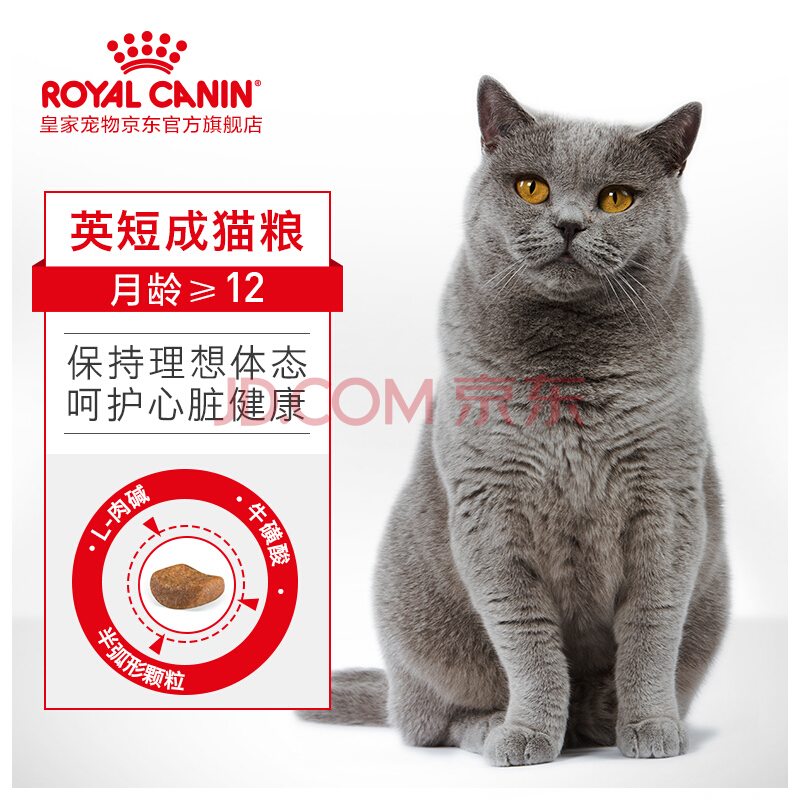 ROYAL CANIN®
皇家宠物京东官方旗舰店
英短成猫粮
月龄≥12
保持理想体态
呵护心脏健康
JD.COM 京东
·L-肉碱
·牛磺酸·
半弧形颗粒